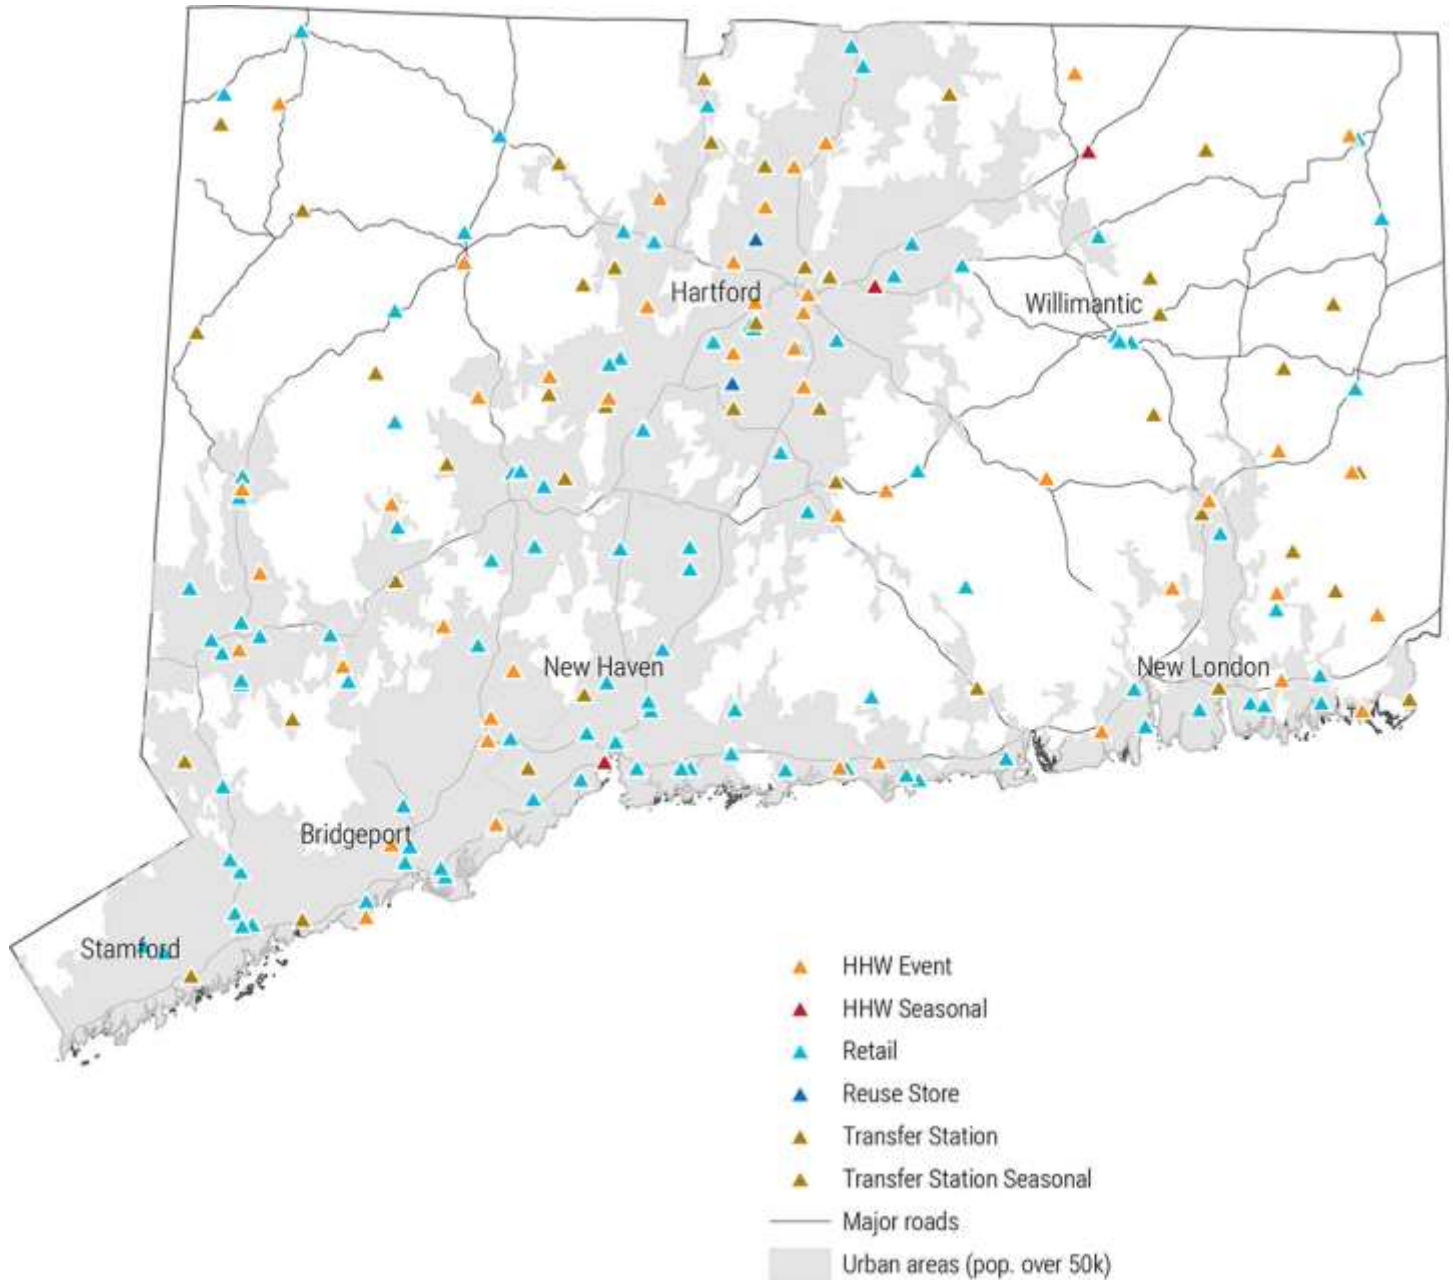 Hartford
Willimantic
New Haven
New London
Bridgeport
Stamford
HHW Event
HHW Seasonal
Retail
Reuse Store
Transfer Station
Transfer Station Seasonal
Major roads
Urban areas (pop. over 50k)